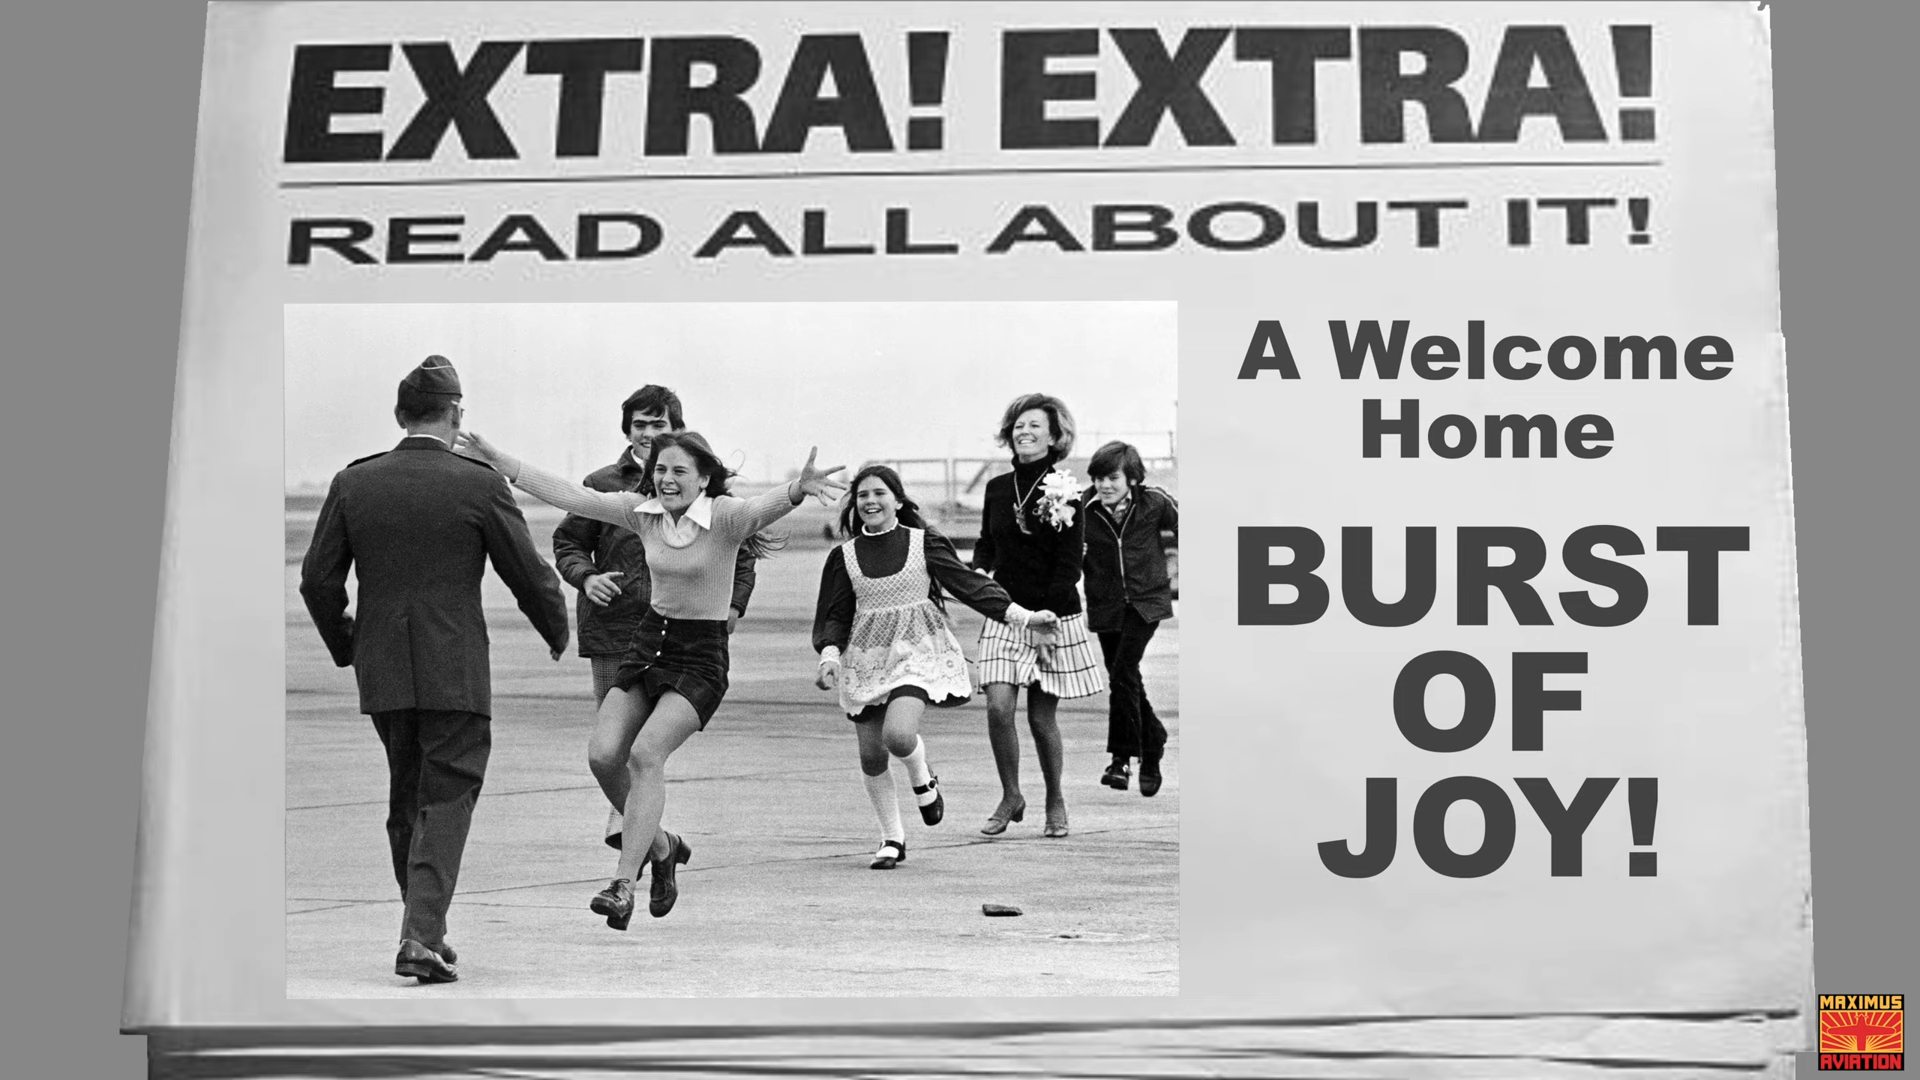 EXTRA! EXTRA!
READ ALL ABOUT IT!
A Welcome
Home
BURST
OF
JOY!
MAXIMUS
AVIATION